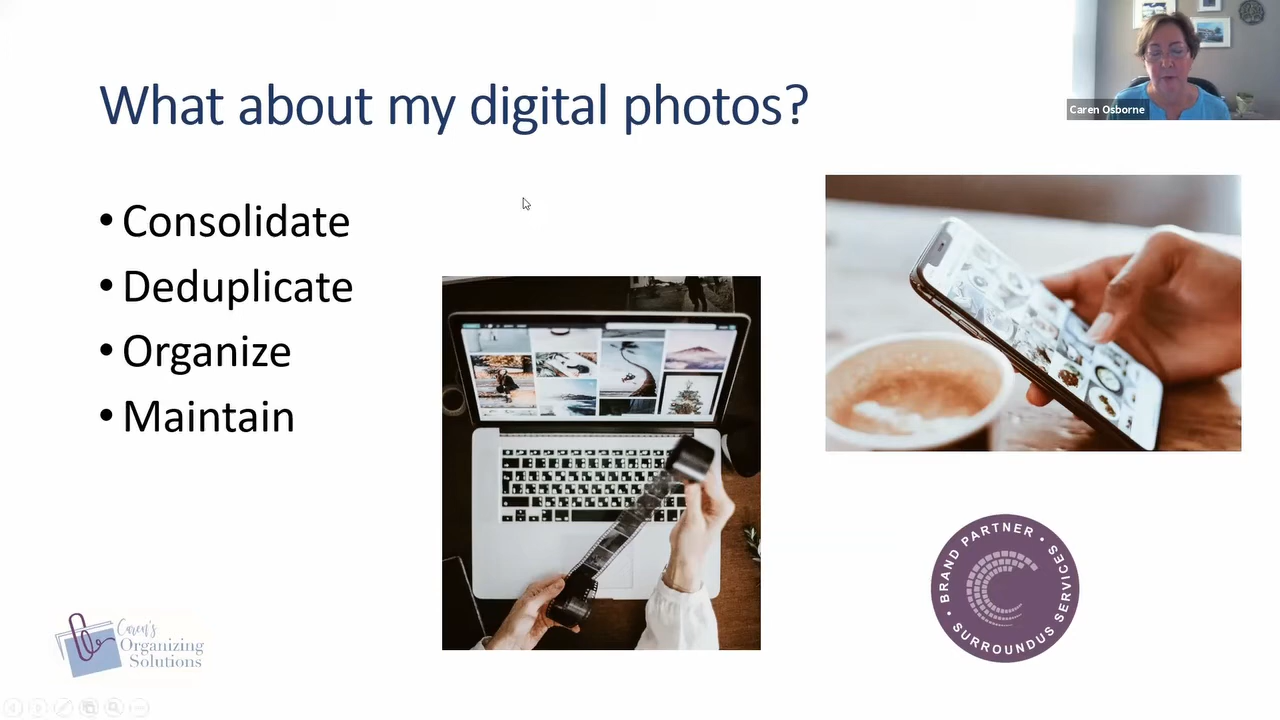 What about my digital photos?
Caren Osborne
• Consolidate
• Deduplicate
• Organize
• Maintain
Caren's
Organizing
Solutions
• BRAND PARTNER •
SURROUNDUS SERVICES